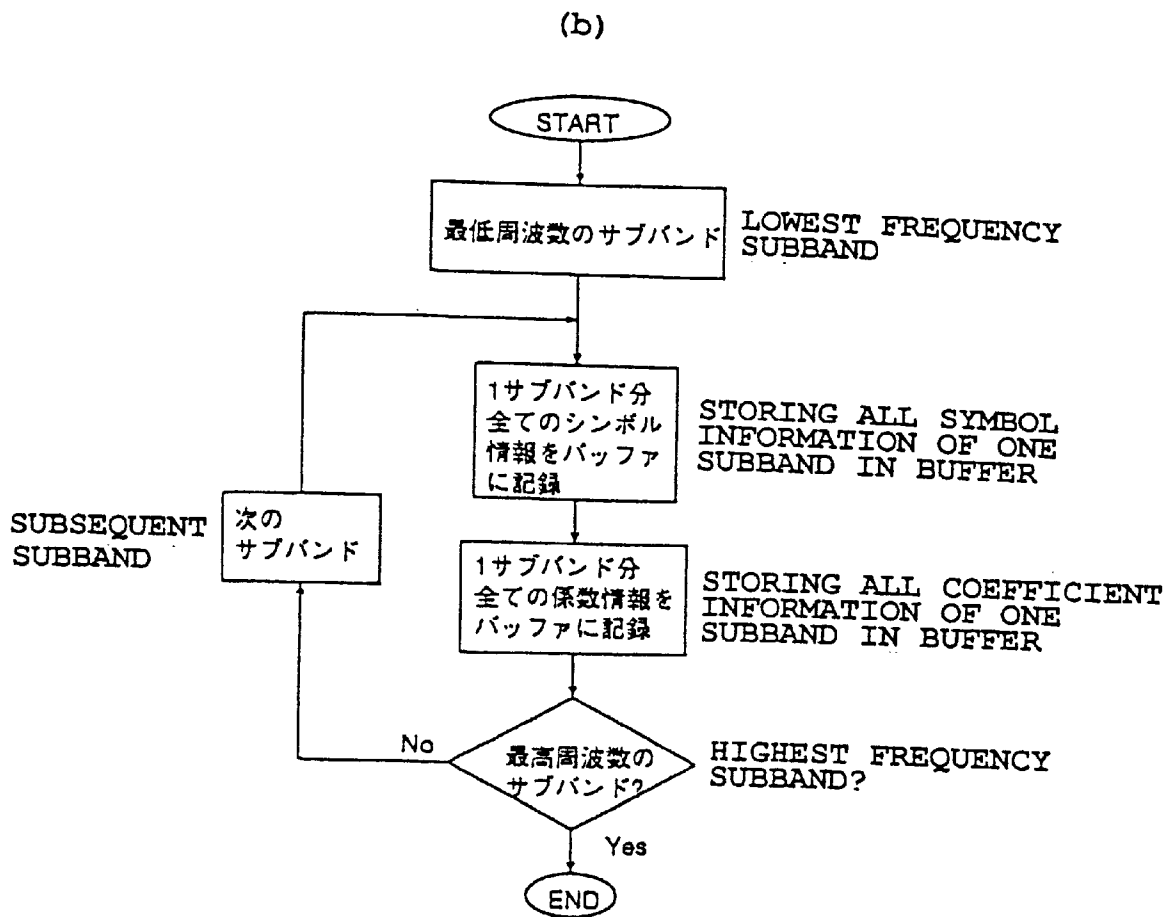 (b)
START
最低周波数のサブバンド
LOWEST FREQUENCY
SUBBAND
1サブバンド分
全てのシンボル
情報をバッファ
に記録
STORING ALL SYMBOL
INFORMATION OF ONE
SUBBAND IN BUFFER
SUBSEQUENT
SUBBAND
次の
サブバンド
1サブバンド分
全ての係数情報を
バッファに記録
STORING ALL COEFFICIENT
INFORMATION OF ONE
SUBBAND IN BUFFER
No
最高周波数の
サブバンド?
HIGHEST FREQUENCY
SUBBAND?
Yes
END